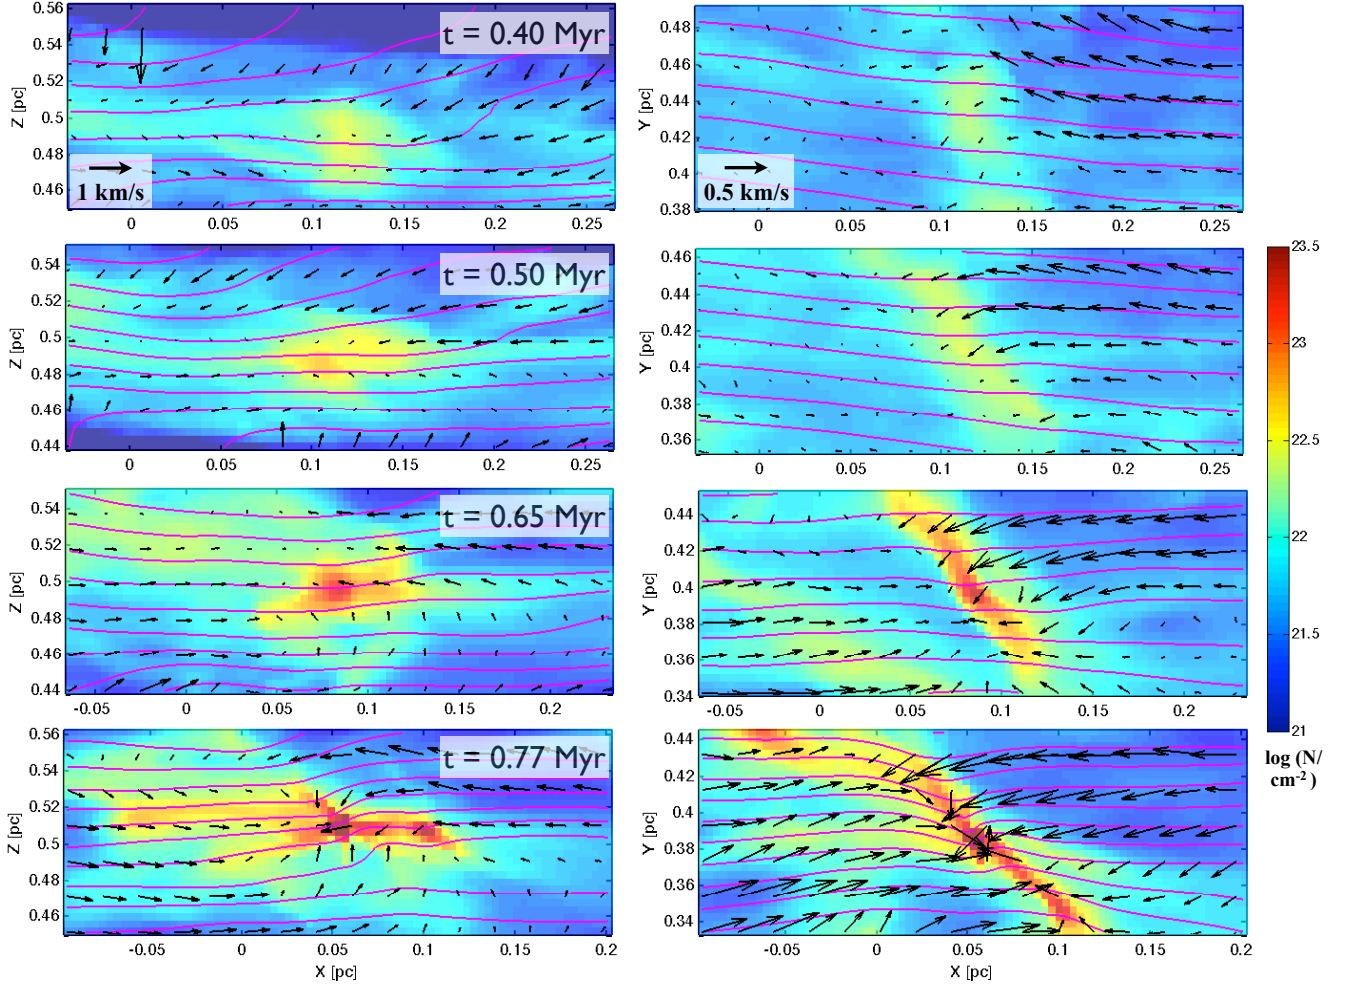 0.56
0.54
0.52
0.5
0.48
0.46
Z [pc]
t = 0.40 Myr
1 km/s
0 0.05 0.1 0.15 0.2 0.25
0.48
0.46
0.44
0.42
0.4
0.38
Y [pc]
0.5 km/s
0 0.05 0.1 0.15 0.2 0.25
0.54
0.52
0.5
0.48
0.46
0.44
Z [pc]
t = 0.50 Myr
0 0.05 0.1 0.15 0.2 0.25
0.46
0.44
0.42
0.4
0.38
0.36
Y [pc]
0 0.05 0.1 0.15 0.2 0.25
0.54
0.52
0.5
0.48
0.46
0.44
Z [pc]
t = 0.65 Myr
-0.05 0 0.05 0.1 0.15 0.2
0.44
0.42
0.4
0.38
0.36
0.34
Y [pc]
-0.05 0 0.05 0.1 0.15 0.2
0.56
0.54
0.52
0.5
0.48
0.46
Z [pc]
t = 0.77 Myr
-0.05 0 0.05 0.1 0.15 0.2
X [pc]
0.44
0.42
0.4
0.38
0.36
0.34
Y [pc]
-0.05 0 0.05 0.1 0.15 0.2
X [pc]
23.5
23
22.5
22
21.5
21
log (N/
cm-2 )